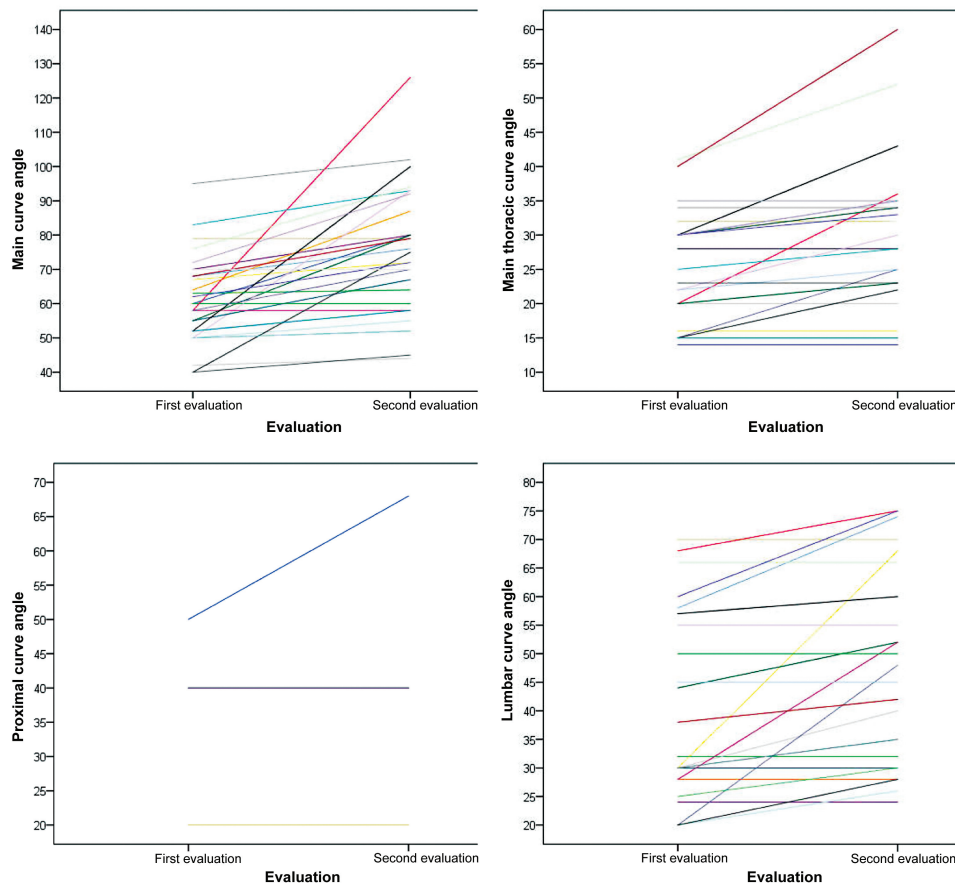 Main curve angle
140
130
120
110
100
90
80
70
60
50
40
First evaluation
Second evaluation
Evaluation
Main thoracic curve angle
60
55
50
45
40
35
30
25
20
15
10
First evaluation
Second evaluation
Evaluation
Proximal curve angle
70
65
60
55
50
45
40
35
30
25
20
First evaluation
Second evaluation
Evaluation
Lumbar curve angle
80
75
70
65
60
55
50
45
40
35
30
25
20
First evaluation
Second evaluation
Evaluation